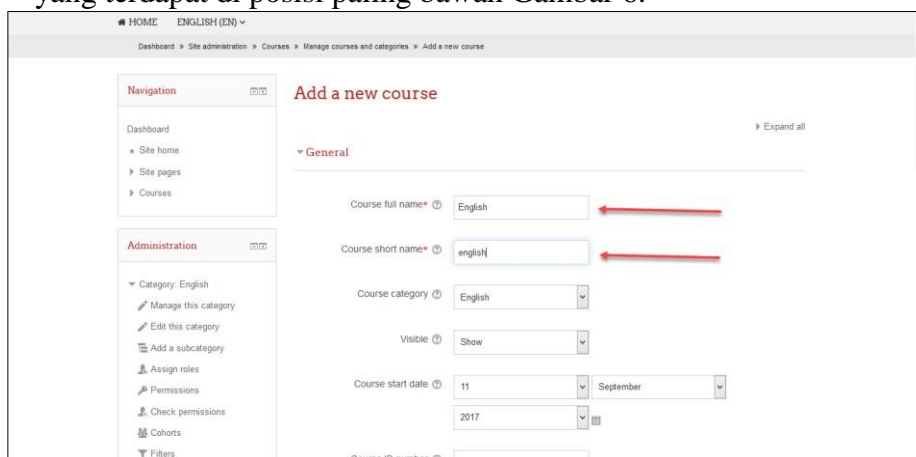 yang terdapat di posisi paling bawah Gambar 6.
HOME ENGLISH (EN)
Dashboard » Site administration » Courses » Manage courses and categories » Add a new course
Navigation
Dashboard
Site home
Site pages
Courses
Administration
Category: English
Manage this category
Edit this category
Add a subcategory
Assign roles
Permissions
Check permissions
Cohorts
Filters
Add a new course
Expand all
General
Course full name* English
Course short name* english
Course category English
Visible Show
Course start date 11 September
2017
Course ID number